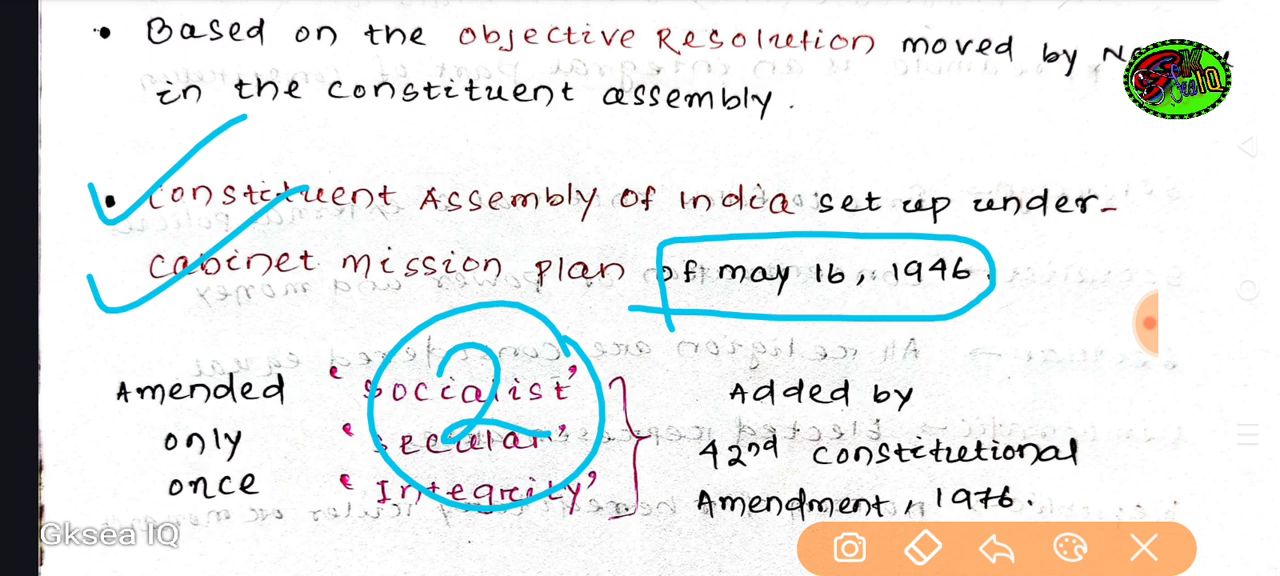 • Based on the Objective Resolution moved by
in the constituent assembly.
• Constituent Assembly of India set up under-
cabinet mission plan of may 16, 1946.
Amended only once
'Socialist'
'Secular'
'Integrity'
Added by
42nd constitutional
Amendment, 1976.
2
Gksea IQ